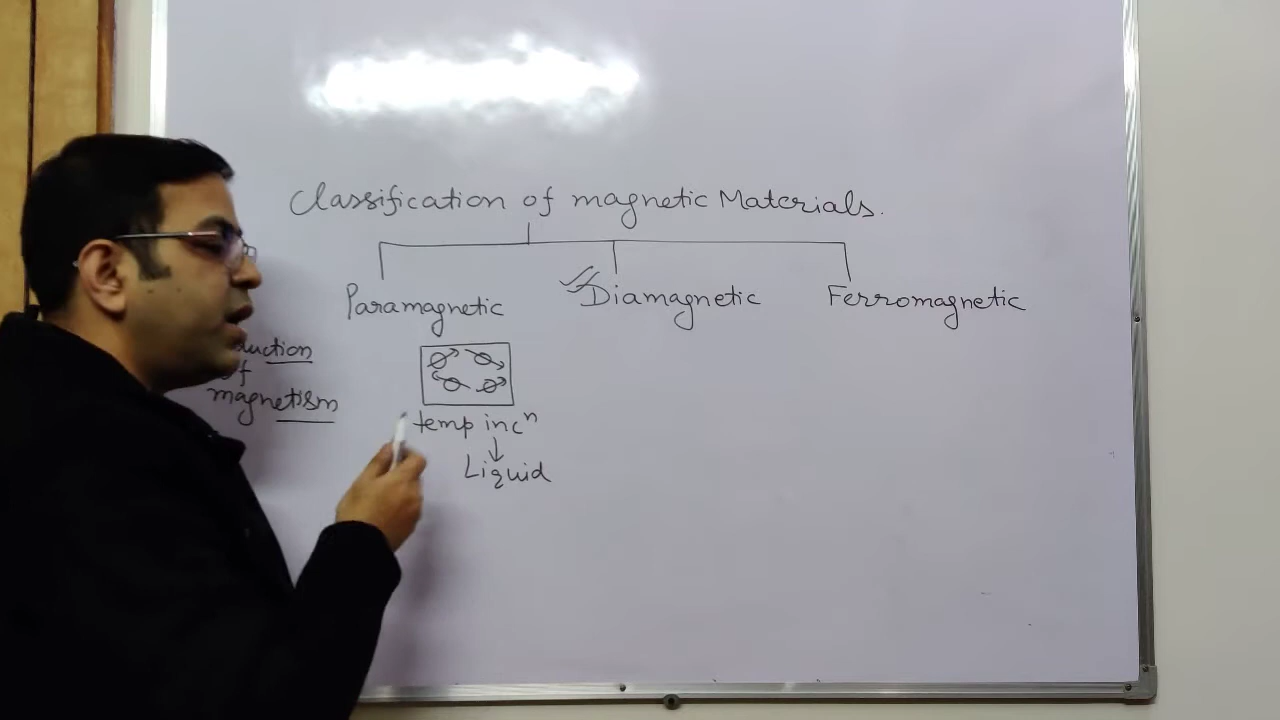 Classification of magnetic Materials.
Paramagnetic Diamagnetic Ferromagnetic
magnetism
temp incⁿ
Liquid